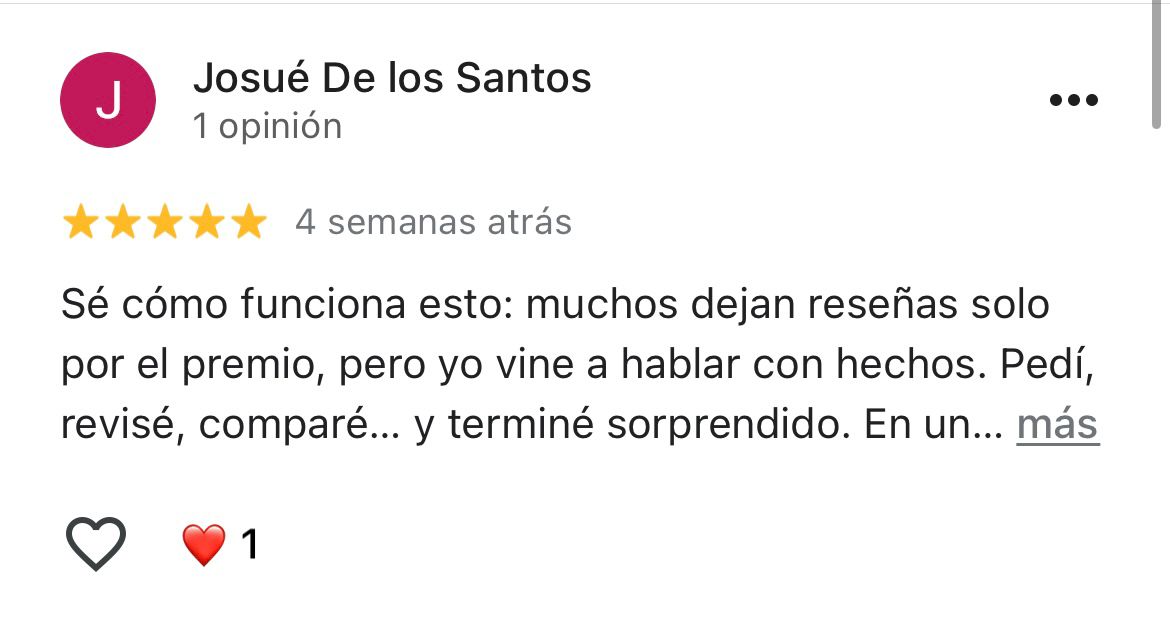 J
Josué De los Santos
1 opinión
4 semanas atrás
Sé cómo funciona esto: muchos dejan reseñas solo
por el premio, pero yo vine a hablar con hechos. Pedí,
revisé, comparé... y terminé sorprendido. En un... más
1